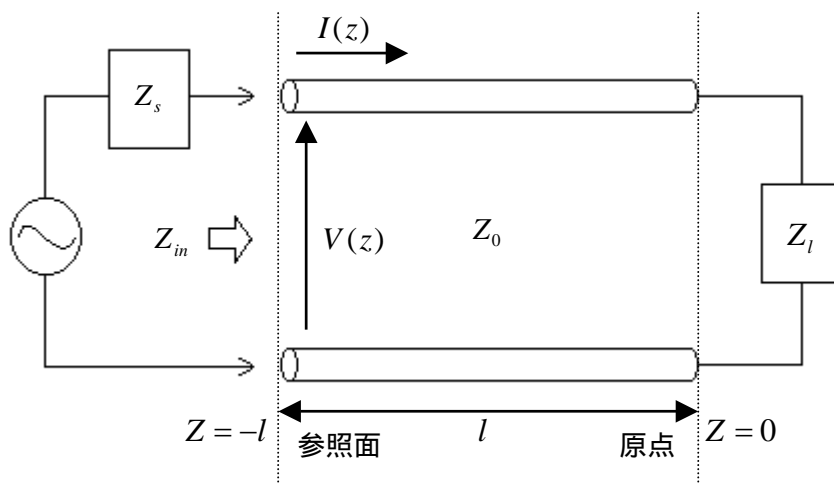 I(z)
Z_s
Z_in
V(z)
Z_0
Z_l
Z = -l
参照面
l
原点
Z = 0